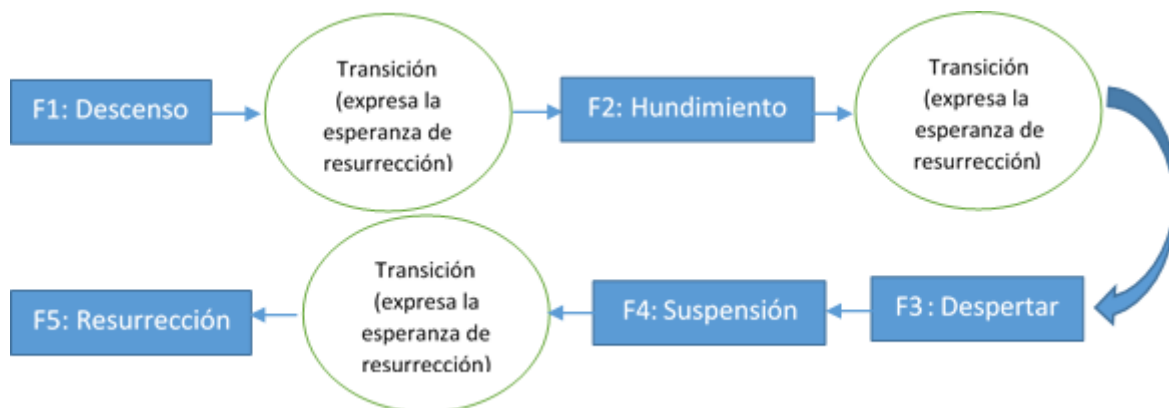 F1: Descenso
Transición
(expresa la
esperanza de
resurrección)
F2: Hundimiento
Transición
(expresa la
esperanza de
resurrección)
F3: Despertar
F4: Suspensión
Transición
(expresa la
esperanza de
resurrección)
F5: Resurrección